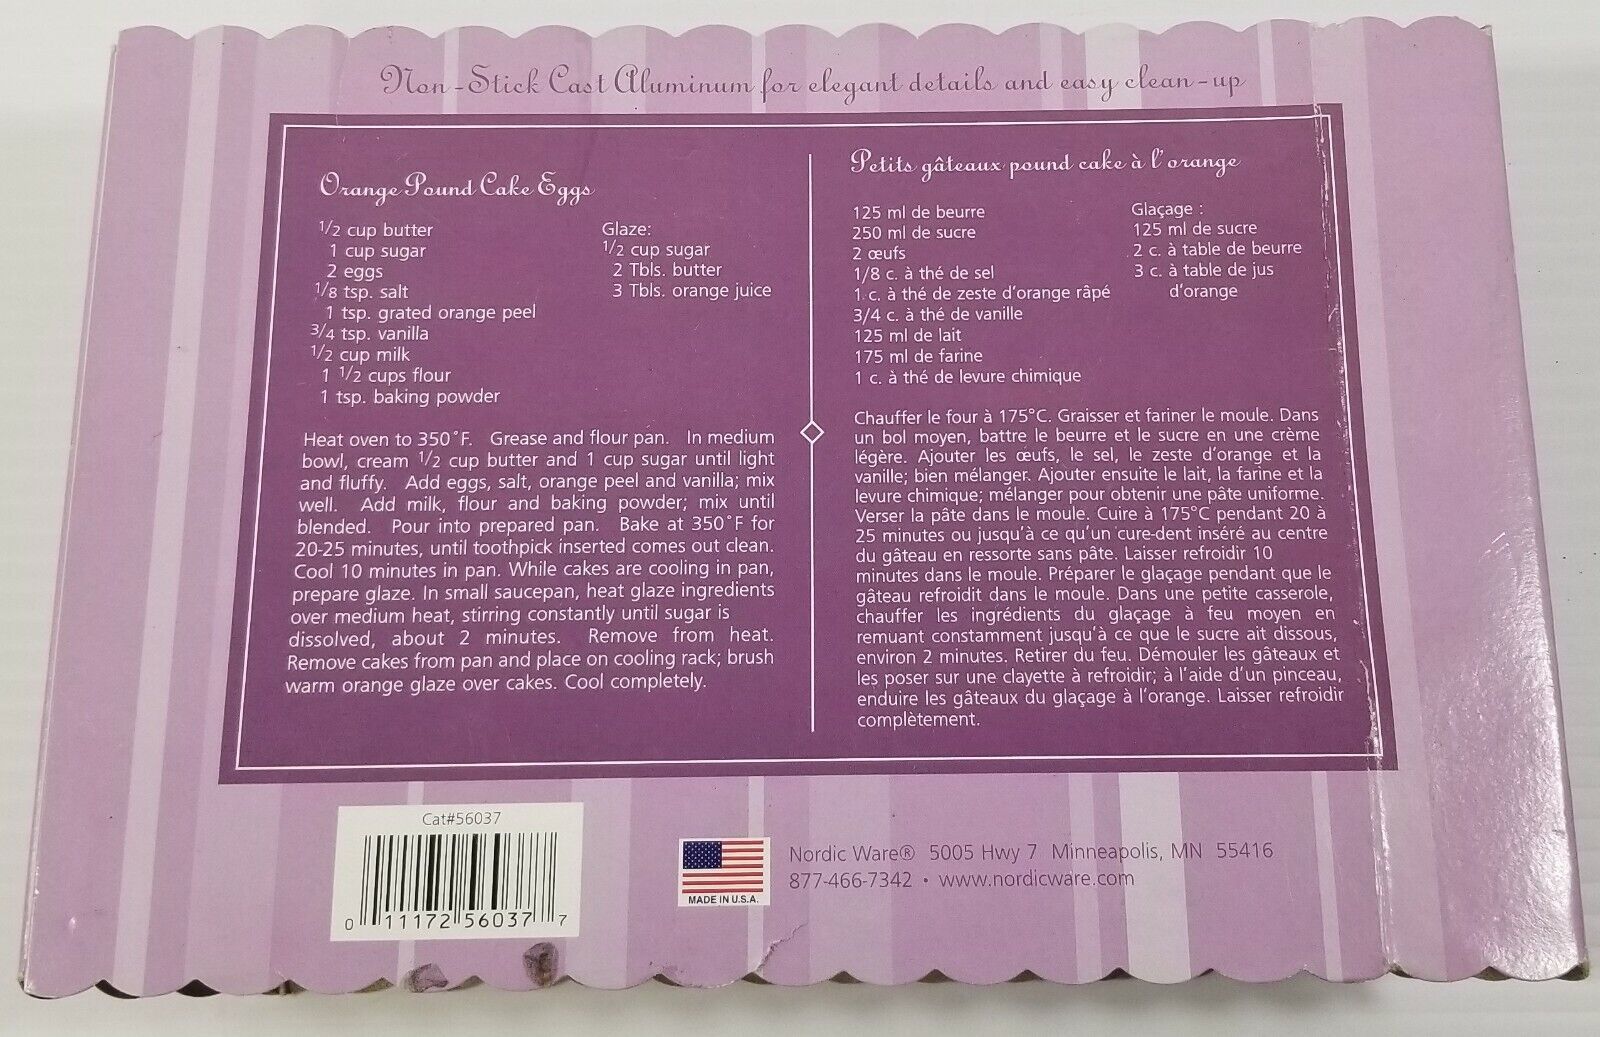 Non-Stick Cast Aluminum for elegant details and easy clean-up
Orange Pound Cake Eggs
1/2 cup butter
1 cup sugar
2 eggs
1/8 tsp. salt
1 tsp. grated orange peel
3/4 tsp. vanilla
1/2 cup milk
1 1/2 cups flour
1 tsp. baking powder
Glaze:
1/2 cup sugar
2 Tbls. butter
3 Tbls. orange juice
Heat oven to 350°F. Grease and flour pan. In medium
bowl, cream 1/2 cup butter and 1 cup sugar until light
and fluffy. Add eggs, salt, orange peel and vanilla; mix
well. Add milk, flour and baking powder; mix until
blended. Pour into prepared pan. Bake at 350°F for
20-25 minutes, until toothpick inserted comes out clean.
Cool 10 minutes in pan. While cakes are cooling in pan,
prepare glaze. In small saucepan, heat glaze ingredients
over medium heat, stirring constantly until sugar is
dissolved, about 2 minutes. Remove from heat.
Remove cakes from pan and place on cooling rack; brush
warm orange glaze over cakes. Cool completely.
Petits gâteaux pound cake à l'orange
125 ml de beurre
250 ml de sucre
2 œufs
1/8 c. à thé de sel
1 c. à thé de zeste d'orange râpé
3/4 c. à thé de vanille
125 ml de lait
175 ml de farine
1 c. à thé de levure chimique
Glaçage :
125 ml de sucre
2 c. à table de beurre
3 c. à table de jus
d'orange
Chauffer le four à 175°C. Graisser et fariner le moule. Dans
un bol moyen, battre le beurre et le sucre en une crème
légère. Ajouter les œufs, le sel, le zeste d'orange et la
vanille; bien mélanger. Ajouter ensuite le lait, la farine et la
levure chimique; mélanger pour obtenir une pâte uniforme.
Verser la pâte dans le moule. Cuire à 175°C pendant 20 à
25 minutes ou jusqu'à ce qu'un cure-dent inséré au centre
du gâteau en ressorte sans pâte. Laisser refroidir 10
minutes dans le moule. Préparer le glaçage pendant que le
gâteau refroidit dans le moule. Dans une petite casserole,
chauffer les ingrédients du glaçage à feu moyen en
remuant constamment jusqu'à ce que le sucre ait dissous,
environ 2 minutes. Retirer du feu. Démouler les gâteaux et
les poser sur une clayette à refroidir; à l'aide d'un pinceau,
enduire les gâteaux du glaçage à l'orange. Laisser refroidir
complètement.
Cat#56037
0 11172 56037 7
MADE IN U.S.A.
Nordic Ware® 5005 Hwy 7 Minneapolis, MN 55416
877-466-7342 • www.nordicware.com